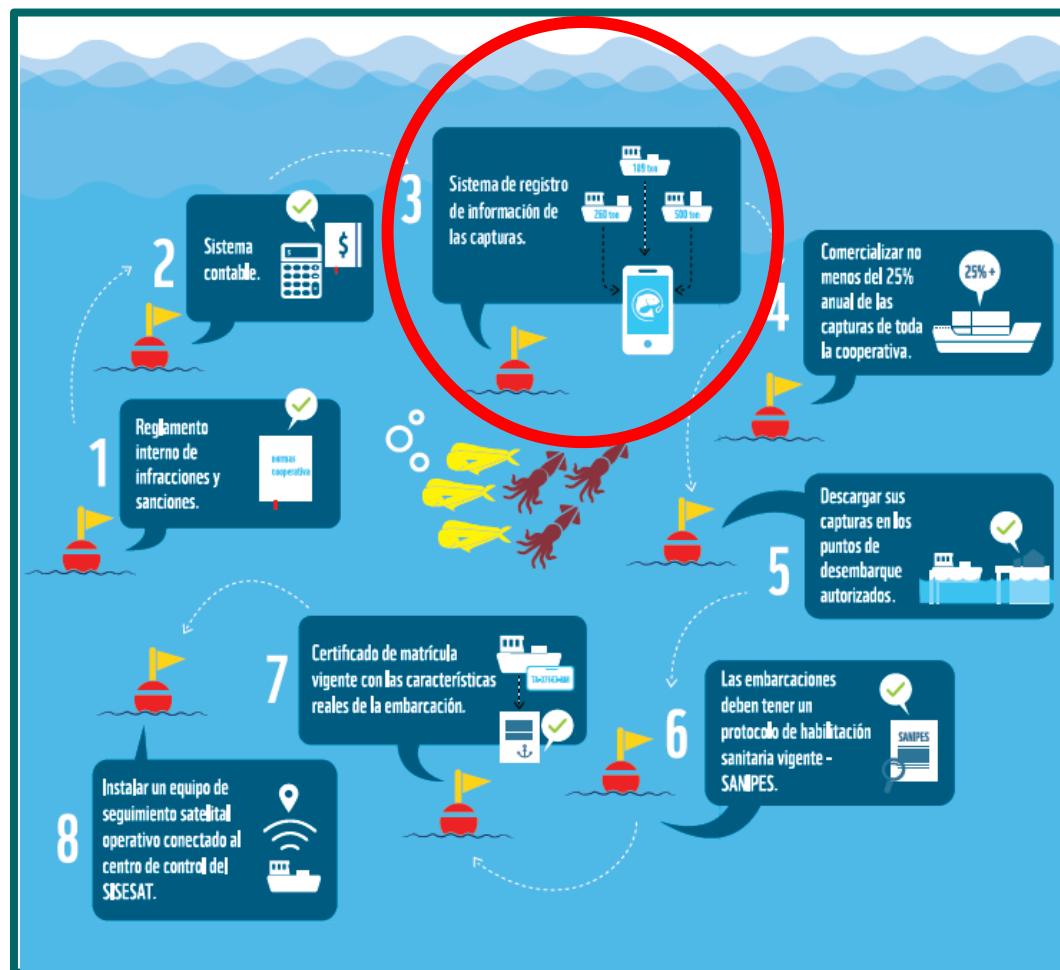 1
Reglamento
interno de
infracciones y
sanciones.
normas
cooperativa
2
Sistema
contable.
$
3
Sistema de registro
de información de
las capturas.
189 ton
260 ton
500 ton
4
Comercializar no
menos del 25%
anual de las
capturas de toda
la cooperativa.
25% +
5
Descargar sus
capturas en los
puntos de
desembarque
autorizados.
6
Las embarcaciones
deben tener un
protocolo de habilitación
sanitaria vigente –
SANIPES.
SANIPES
7
Certificado de matrícula
vigente con las características
reales de la embarcación.
8
Instalar un equipo de
seguimiento satelital
operativo conectado al
centro de control del
SISESAT.